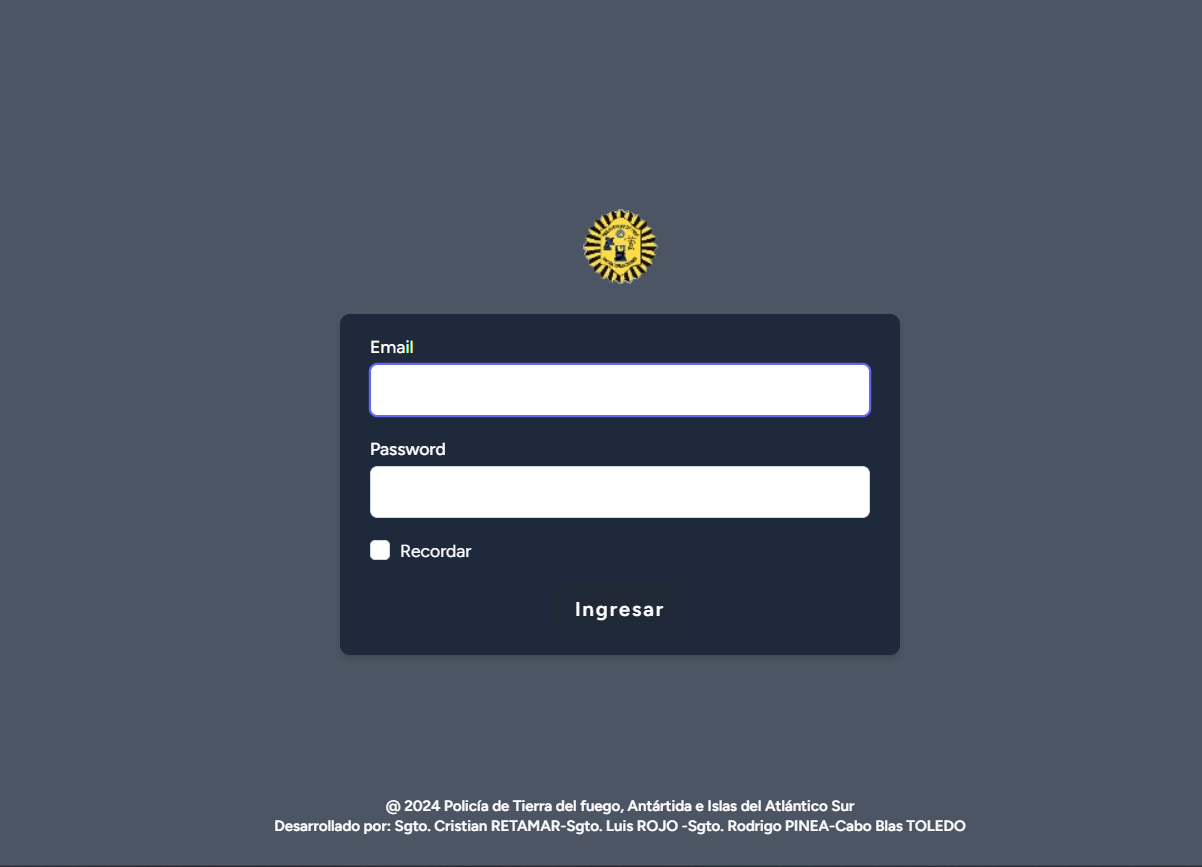 Email
Password
Recordar
Ingresar
@ 2024 Policía de Tierra del fuego, Antártida e Islas del Atlántico Sur
Desarrollado por: Sgto. Cristian RETAMAR-Sgto. Luis ROJO -Sgto. Rodrigo PINEA-Cabo Blas TOLEDO